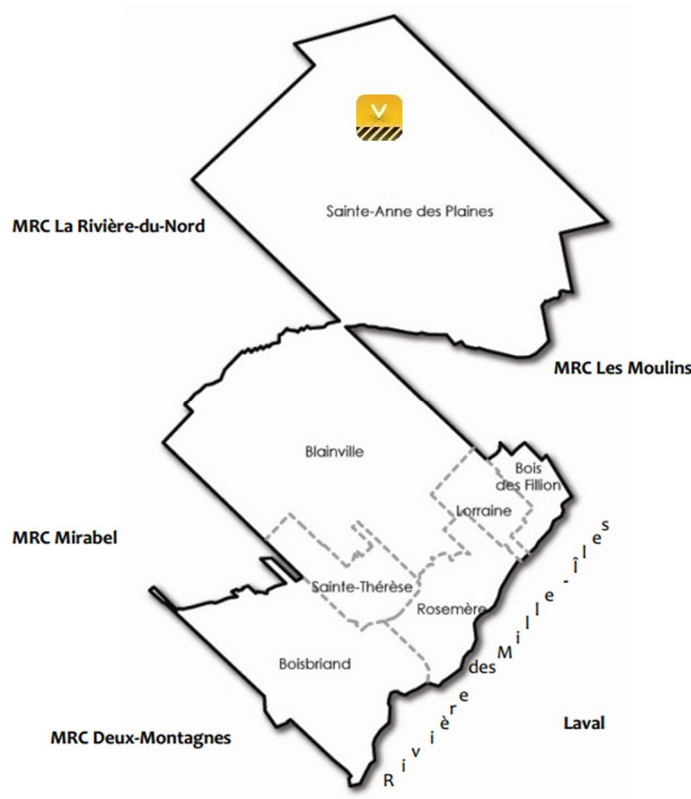 V
Sainte-Anne des Plaines
MRC La Rivière-du-Nord
MRC Les Moulins
Blainville
Bois
des Fillion
Lorraine
MRC Mirabel
Sainte-Thérèse
Rosemère
Boisbriand
Rivière des Mille-Îles
Laval
MRC Deux-Montagnes